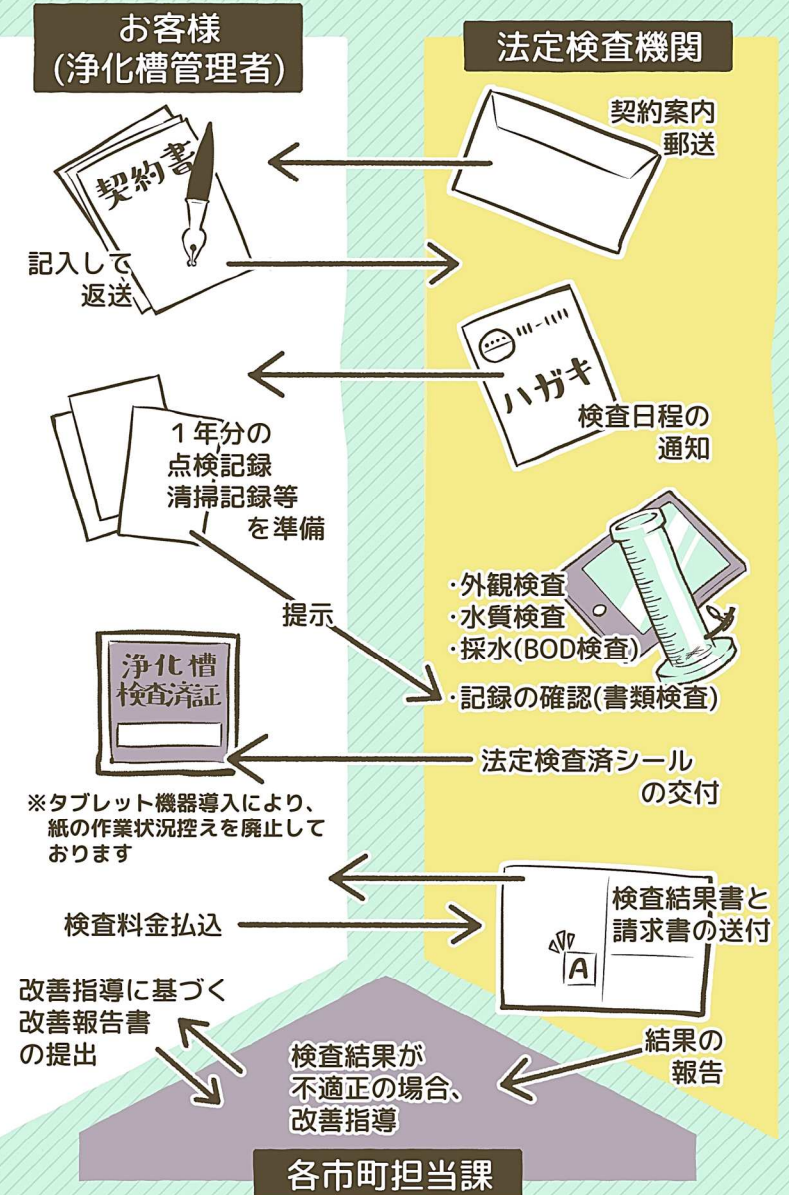 お客様
(浄化槽管理者)
法定検査機関
契約案内
郵送
契約書
記入して
返送
ハガキ
検査日程の
通知
1年分の
点検記録
清掃記録等
を準備
提示
・外観検査
・水質検査
・採水(BOD検査)
・記録の確認(書類検査)
浄化槽
検査済証
法定検査済シール
の交付
※タブレット機器導入により、
紙の作業状況控えを廃止して
おります
検査結果書と
請求書の送付
A
検査料金払込
改善指導に基づく
改善報告書
の提出
検査結果が
不適正の場合、
改善指導
結果の
報告
各市町担当課